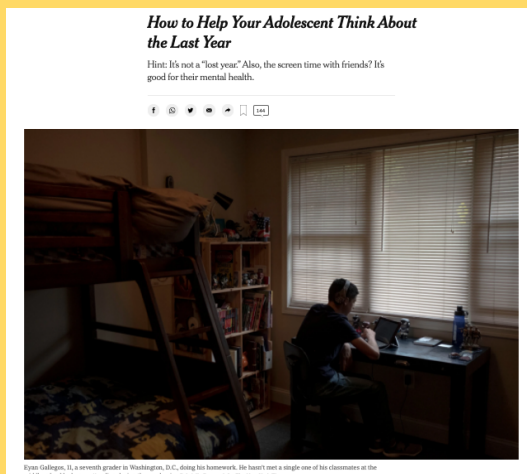 How to Help Your Adolescent Think About
the Last Year
Hint: It's not a "lost year." Also, the screen time with friends? It's
good for their mental health.
144
Eyan Gallegos, 11, a seventh grader in Washington, D.C., doing his homework. He hasn't met a single one of his classmates at the